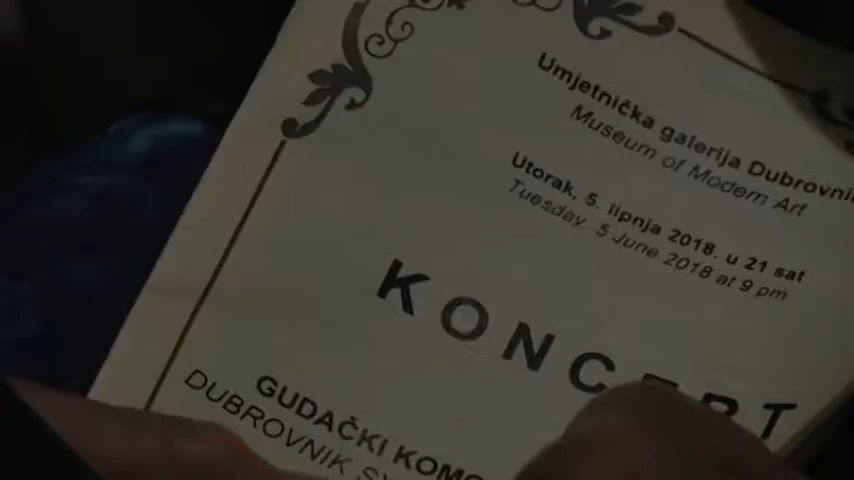 Umjetnička galerija Dubrovnik
Museum of Modern Art
Utorak, 5. lipnja 2018. u 21 sat
Tuesday, 5 June 2018 at 9 pm
KONCERT
GUDAČKI
DUBROVNIK